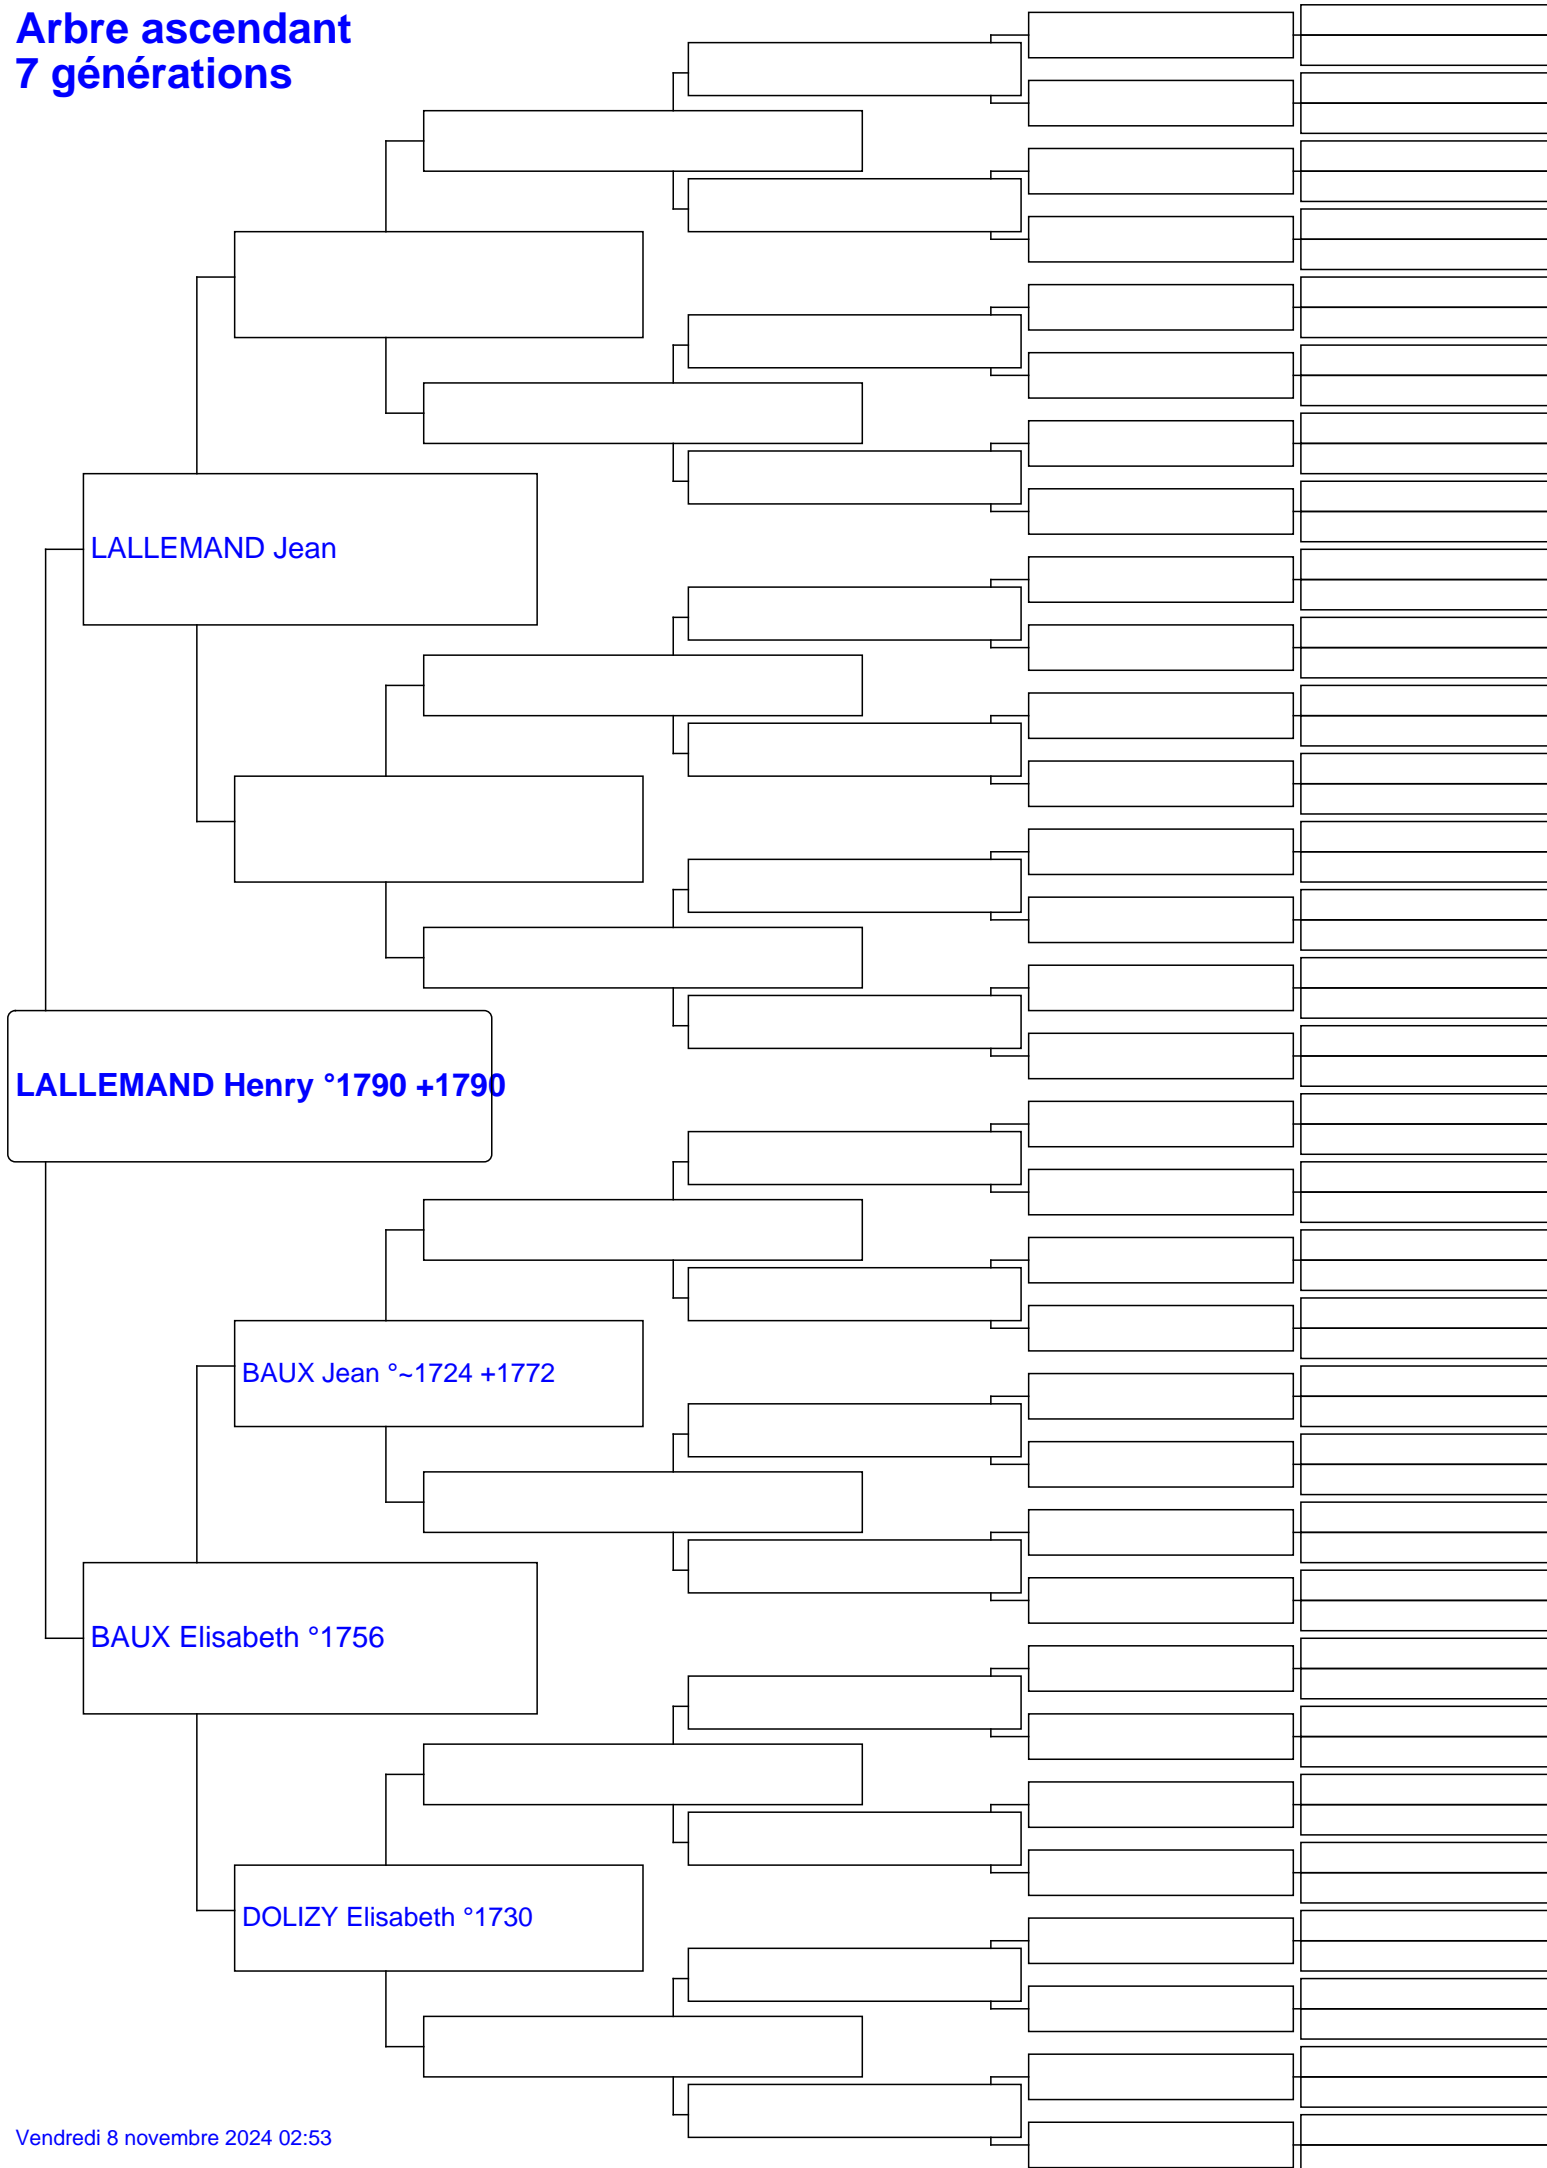 Arbre ascendant
7 générations
LALLEMAND Jean
LALLEMAND Henry °1790 +1790
BAUX Jean °~1724 +1772
BAUX Elisabeth °1756
DOLIZY Elisabeth °1730
Vendredi 8 novembre 2024 02:53